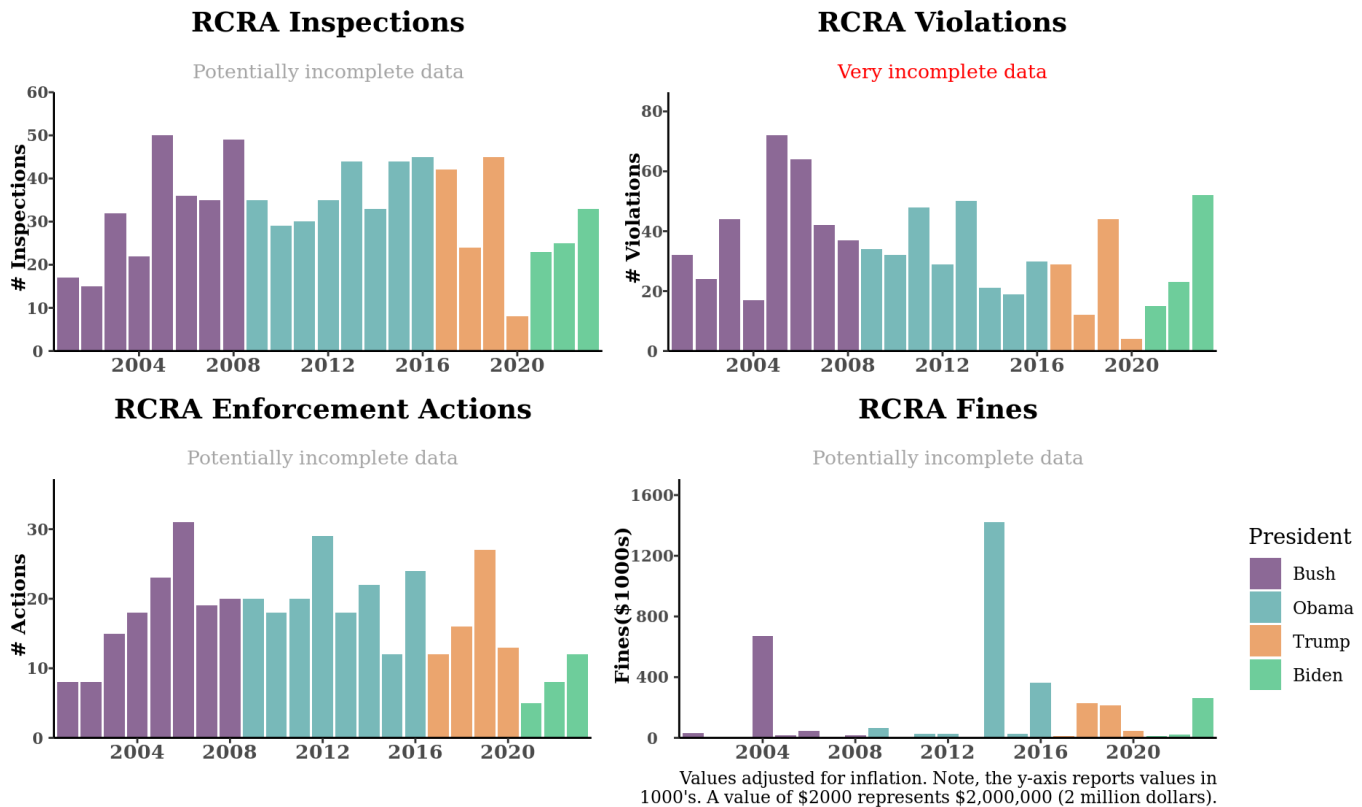 RCRA Inspections
Potentially incomplete data
# Inspections
60
50
40
30
20
10
0
2004 2008 2012 2016 2020
RCRA Violations
Very incomplete data
# Violations
80
60
40
20
0
2004 2008 2012 2016 2020
RCRA Enforcement Actions
Potentially incomplete data
# Actions
30
20
10
0
2004 2008 2012 2016 2020
RCRA Fines
Potentially incomplete data
Fines($1000s)
1600
1200
800
400
0
2004 2008 2012 2016 2020
President
Bush
Obama
Trump
Biden
Values adjusted for inflation. Note, the y-axis reports values in
1000's. A value of $2000 represents $2,000,000 (2 million dollars).